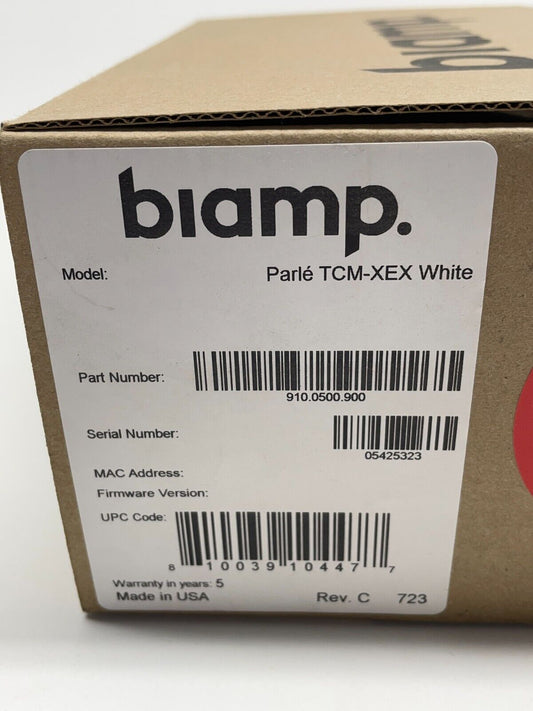 biamp.
biamp.
Model: Parlé TCM-XEX White
Part Number:
910.0500.900
Serial Number:
05425323
MAC Address:
Firmware Version:
UPC Code:
8 10039 10447 7
Warranty in years: 5
Made in USA Rev. C 723